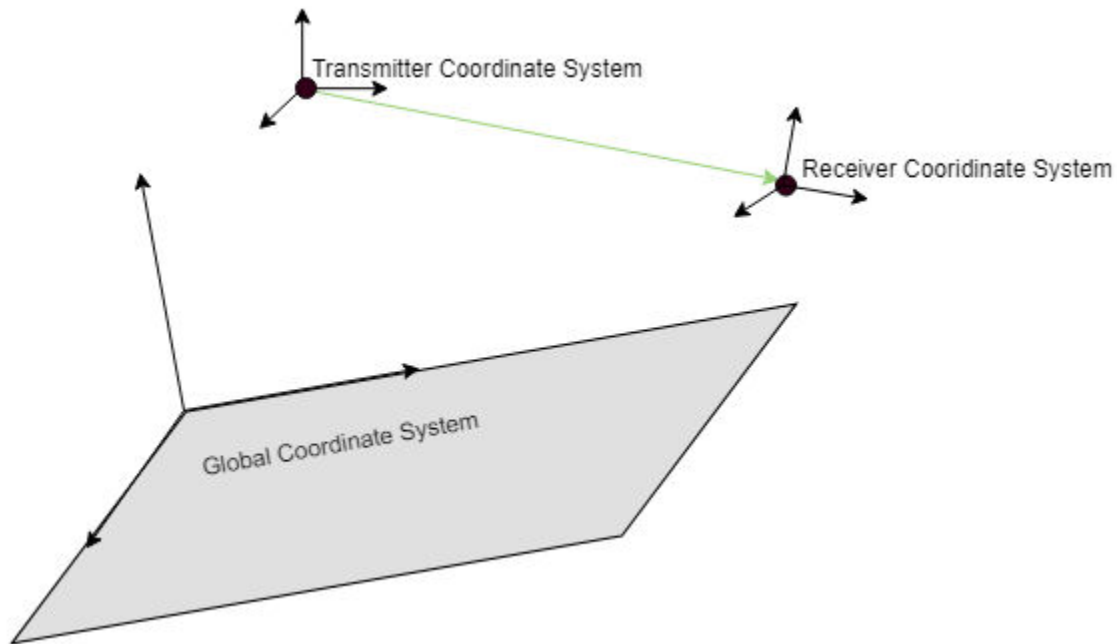 Transmitter Coordinate System
Receiver Cooridinate System
Global Coordinate System